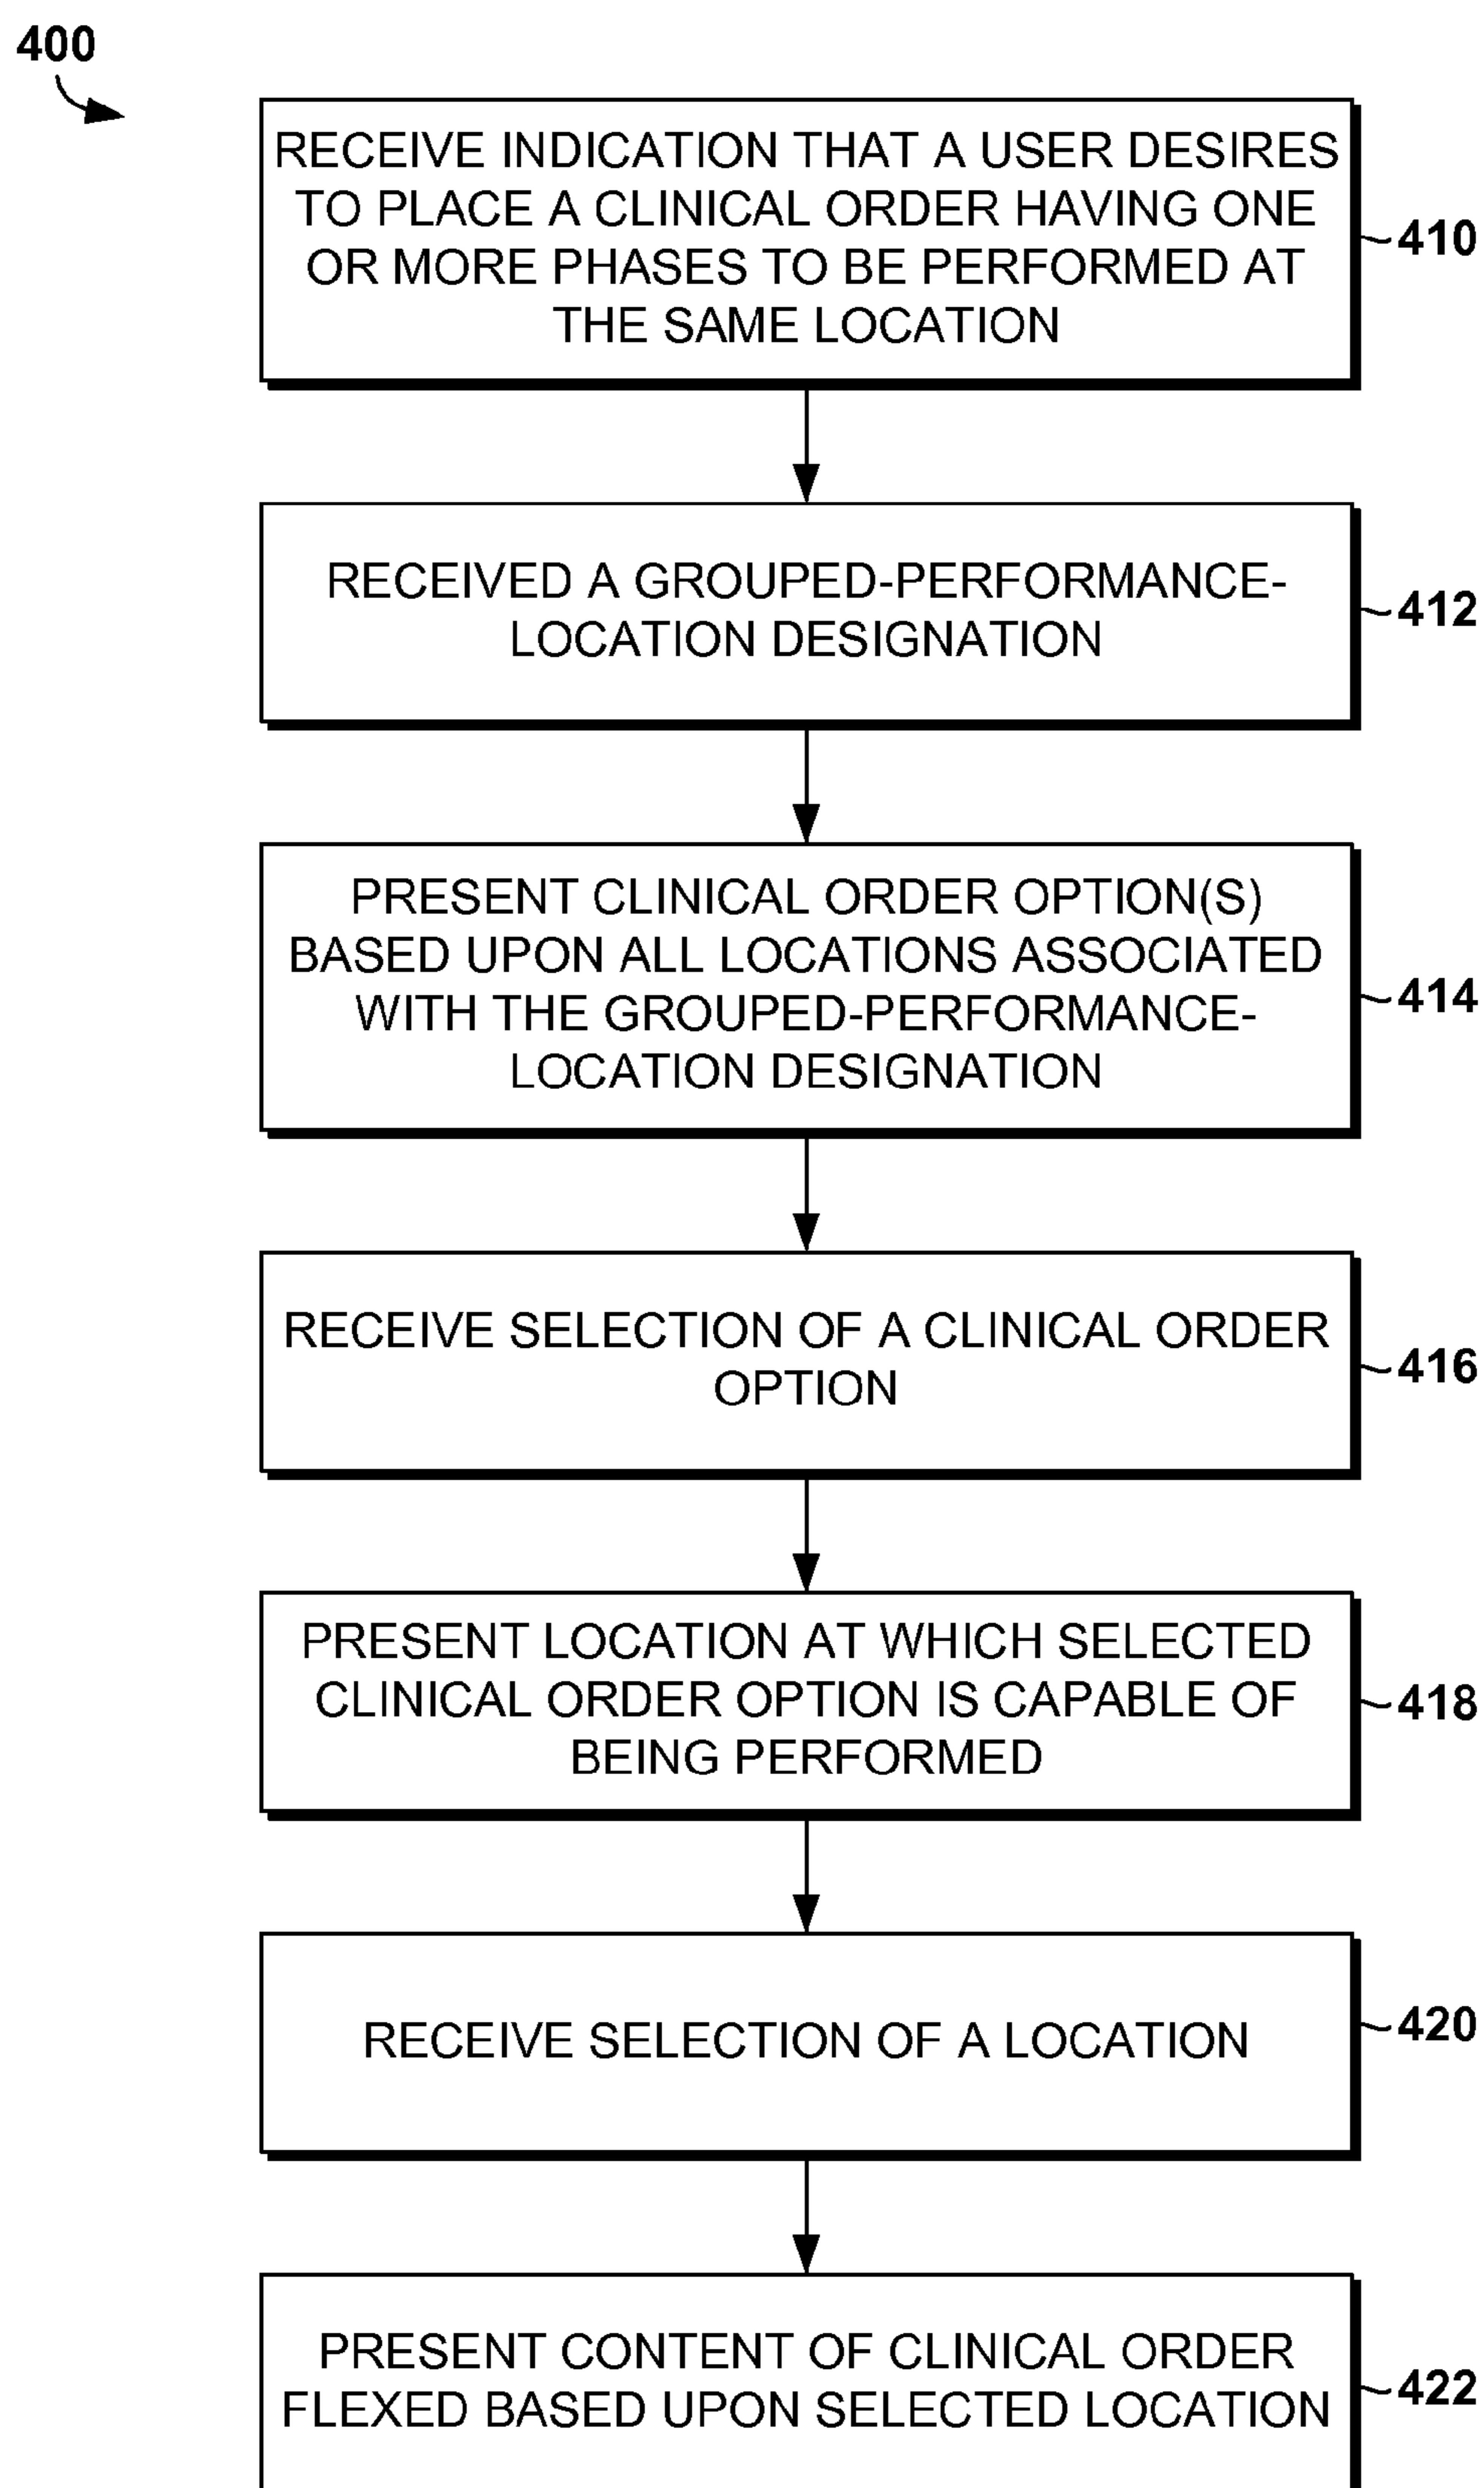 400
RECEIVE INDICATION THAT A USER DESIRES
TO PLACE A CLINICAL ORDER HAVING ONE
OR MORE PHASES TO BE PERFORMED AT
THE SAME LOCATION
410
RECEIVED A GROUPED-PERFORMANCE-
LOCATION DESIGNATION
412
PRESENT CLINICAL ORDER OPTION(S)
BASED UPON ALL LOCATIONS ASSOCIATED
WITH THE GROUPED-PERFORMANCE-
LOCATION DESIGNATION
414
RECEIVE SELECTION OF A CLINICAL ORDER
OPTION
416
PRESENT LOCATION AT WHICH SELECTED
CLINICAL ORDER OPTION IS CAPABLE OF
BEING PERFORMED
418
RECEIVE SELECTION OF A LOCATION
420
PRESENT CONTENT OF CLINICAL ORDER
FLEXED BASED UPON SELECTED LOCATION
422